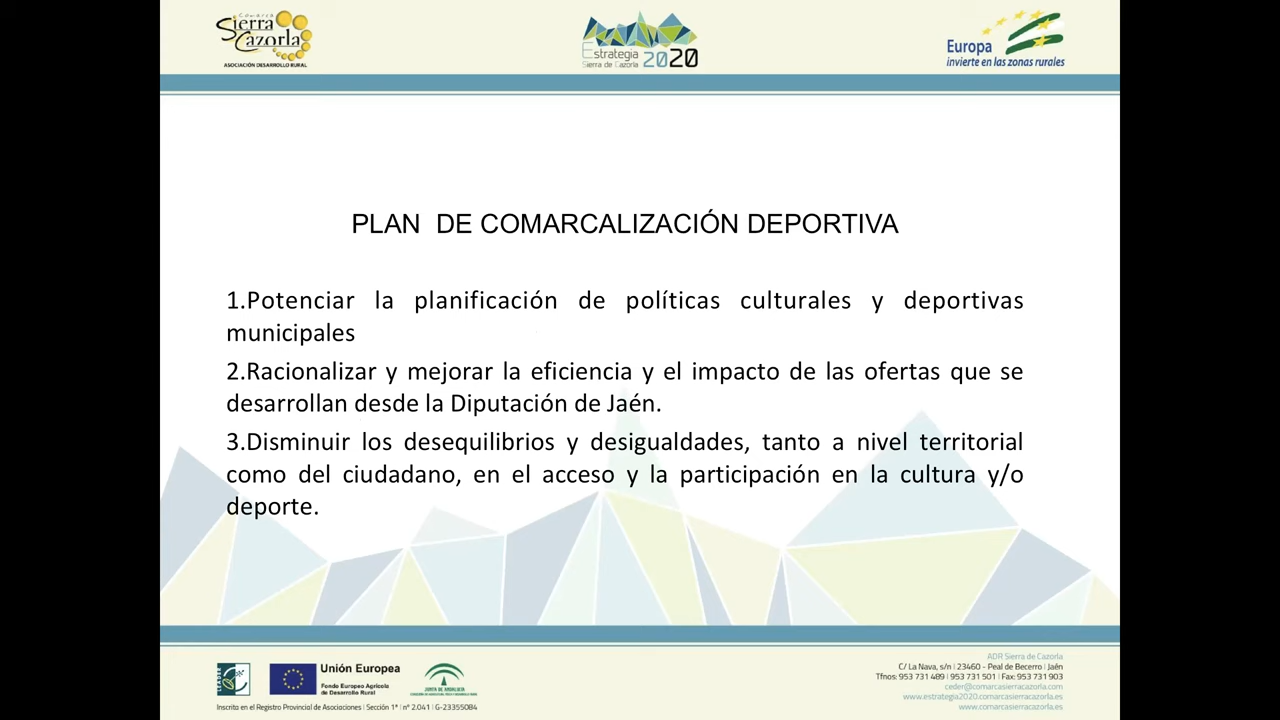 Comarca
Sierra
Cazorla
ASOCIACIÓN DESARROLLO RURAL
Estrategia
Sierra de Cazorla 2020
Europa
invierte en las zonas rurales
PLAN DE COMARCALIZACIÓN DEPORTIVA
1.Potenciar la planificación de políticas culturales y deportivas
municipales
2.Racionalizar y mejorar la eficiencia y el impacto de las ofertas que se
desarrollan desde la Diputación de Jaén.
3.Disminuir los desequilibrios y desigualdades, tanto a nivel territorial
como del ciudadano, en el acceso y la participación en la cultura y/o
deporte.
LEADER
Unión Europea
Fondo Europeo Agrícola
de Desarrollo Rural
JUNTA DE ANDALUCIA
Inscrita en el Registro Provincial de Asociaciones | Sección 1ª | nº 2.041 | G-23355084
ADR Sierra de Cazorla
C/ La Nava, s/n | 23460 - Peal de Becerro | Jaén
Tfnos: 953 731 489 | 953 731 501 | Fax: 953 731 903
ceder@comarcasierracazorla.com
www.estrategia2020.comarcasierracazorla.es
www.comarcasierracazorla.es